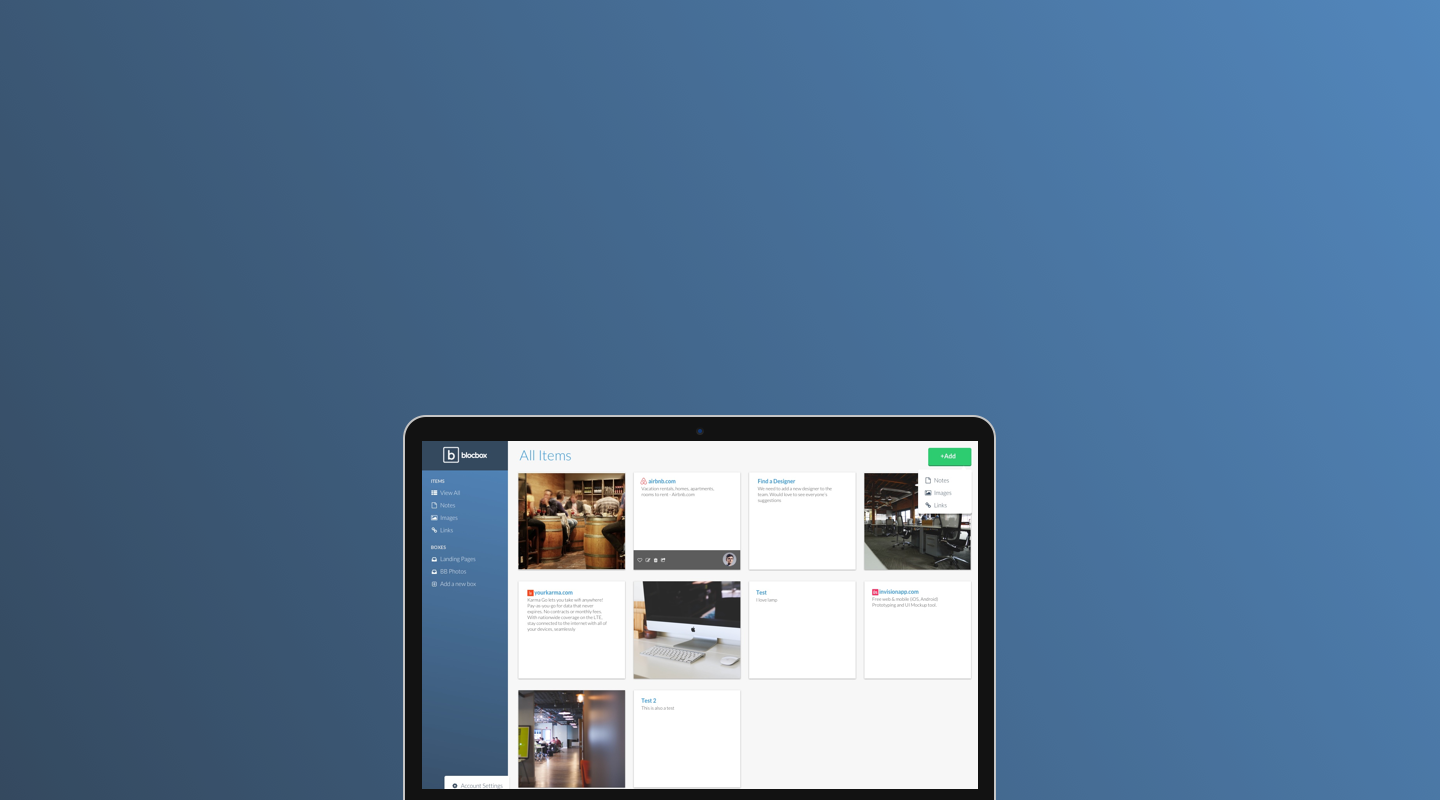 blocbox
All Items
+Add
ITEMS
View All
Notes
Images
Links
BOXES
Landing Pages
BB Photos
Add a new box
Account Settings
airbnb.com
Vacation rentals, homes, apartments,
rooms to rent - Airbnb.com
Find a Designer
We need to add a new designer to the
team. Would love to see everyone's
suggestions
Notes
Images
Links
yourkarma.com
Karma Go lets you take wifi anywhere!
Pay as you go for data that never
expires. No contracts or monthly fees.
With nationwide coverage on the LTE,
stay connected to the internet with all of
your devices, seamlessly
Test
I love lamp
invisionapp.com
Free web & mobile (iOS, Android)
Prototyping and UI Mockup tool..
Test 2
This is also a test